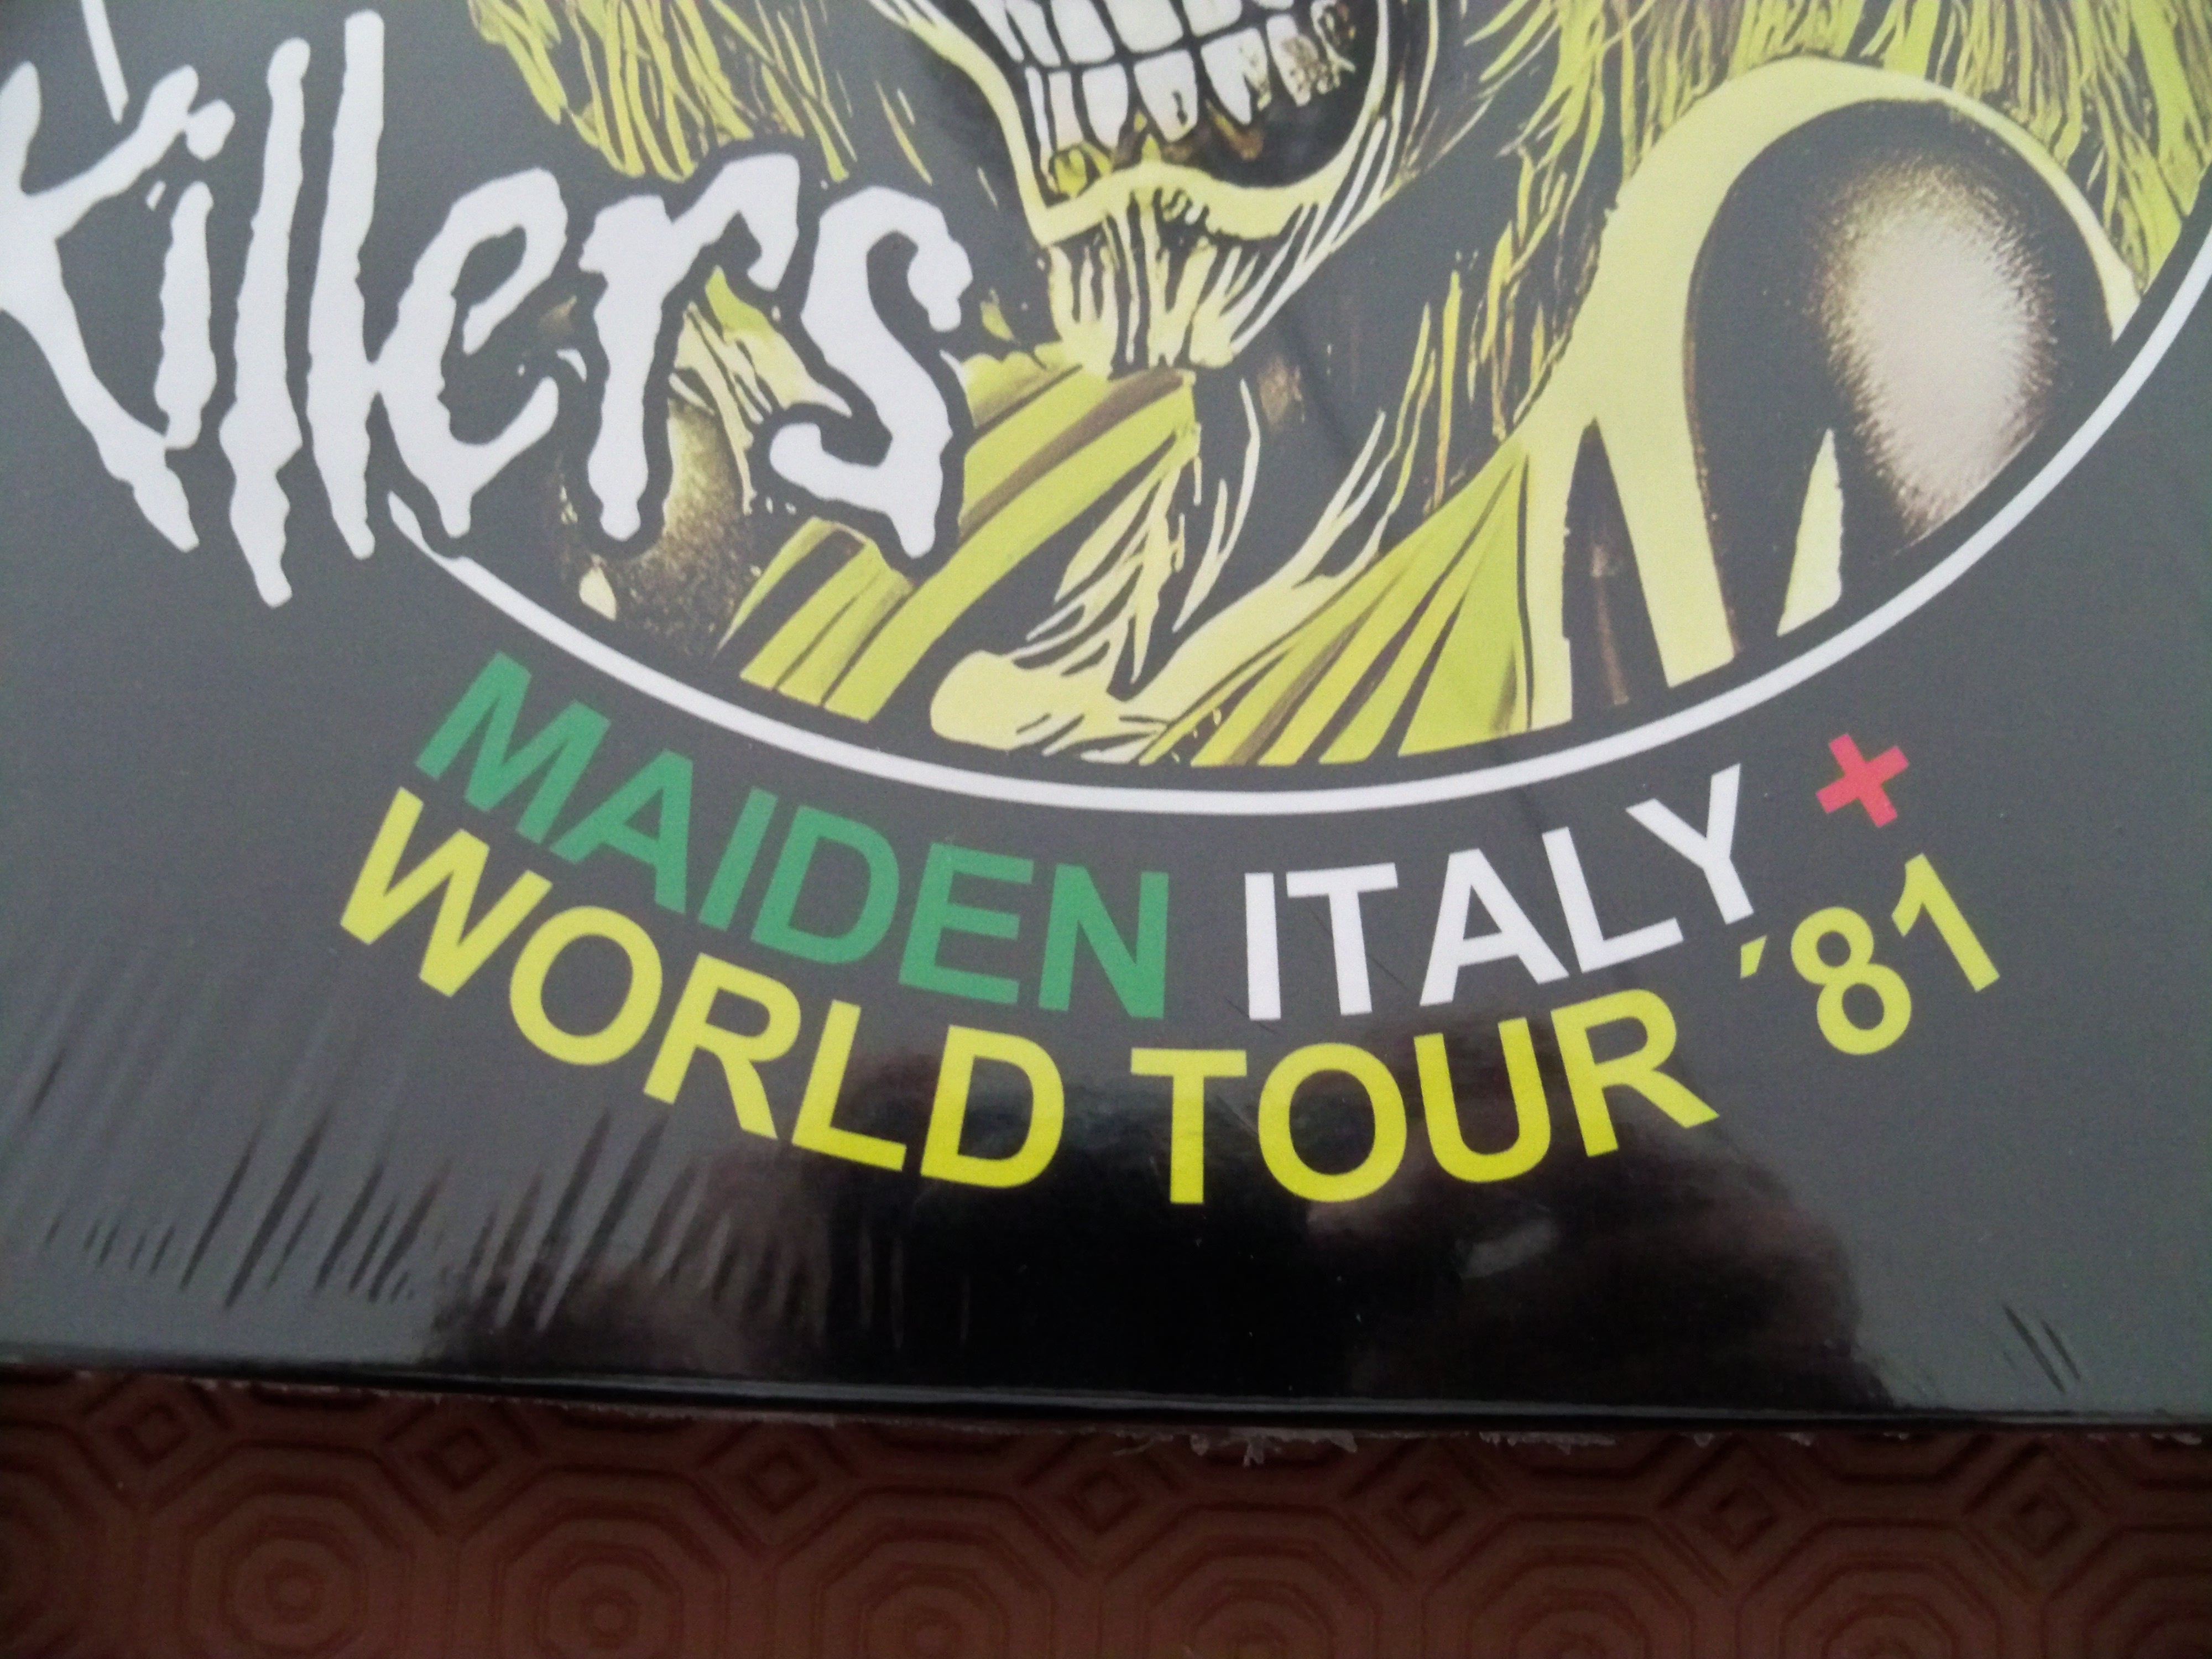 Killers
MAIDEN ITALY +
WORLD TOUR ´81